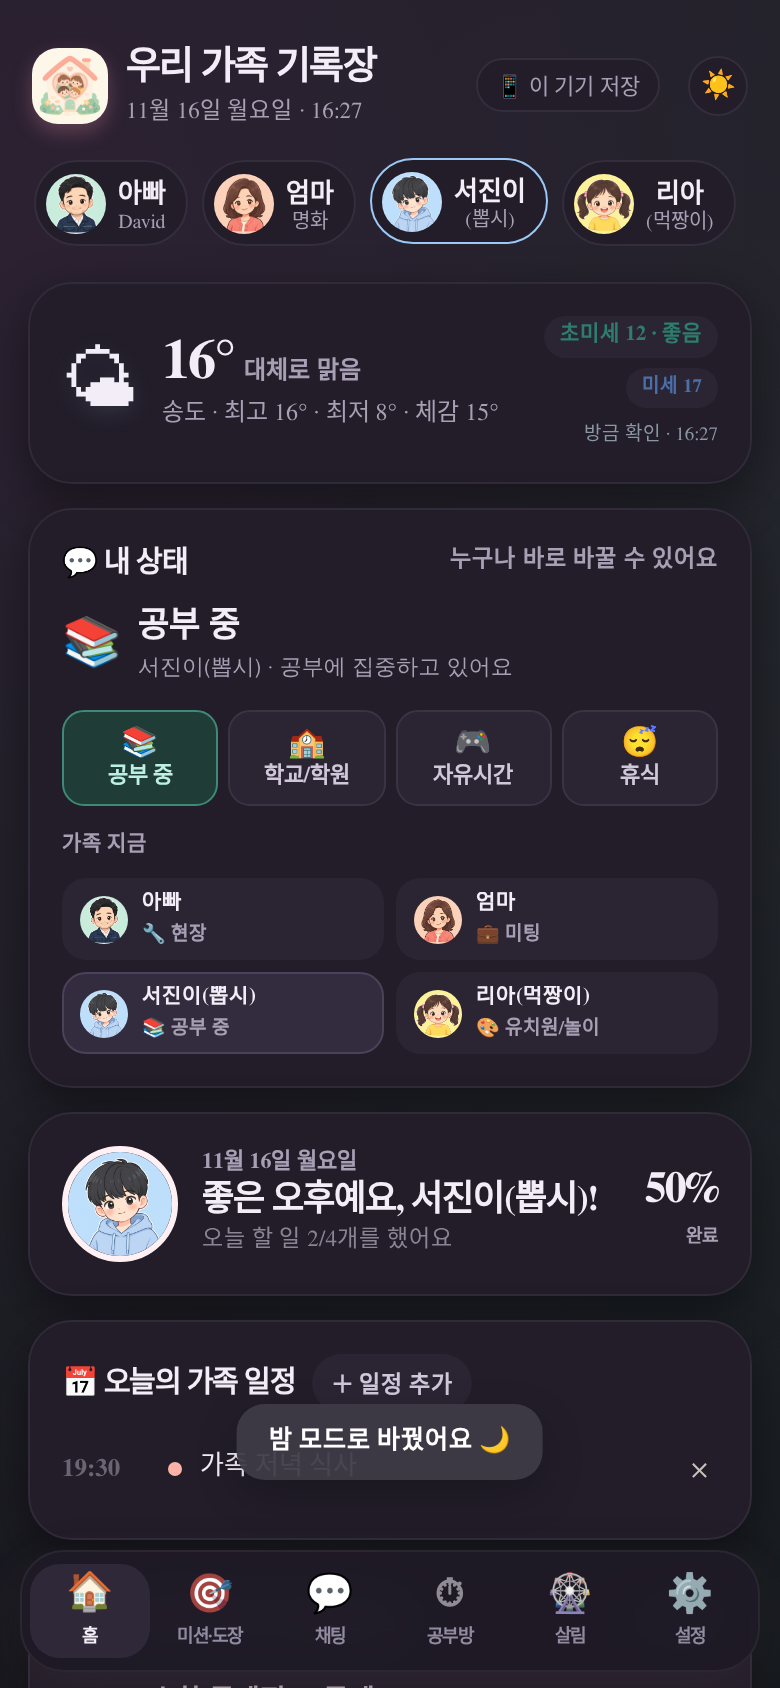 우리 가족 기록장
11월 16일 월요일 · 16:27
이 기기 저장
아빠
David
엄마
명화
서진이
(뽑시)
리아
(먹짱이)
16° 대체로 맑음
송도 · 최고 16° · 최저 8° · 체감 15°
초미세 12 · 좋음
미세 17
방금 확인 · 16:27
내 상태
누구나 바로 바꿀 수 있어요
공부 중
서진이(뽑시) · 공부에 집중하고 있어요
공부 중
학교/학원
자유시간
휴식
가족 지금
아빠
현장
엄마
미팅
서진이(뽑시)
공부 중
리아(먹짱이)
유치원/놀이
11월 16일 월요일
좋은 오후예요, 서진이(뽑시)!
오늘 할 일 2/4개를 했어요
50%
완료
July
17
오늘의 가족 일정
+ 일정 추가
밤 모드로 바꿨어요
19:30
가족 저녁 식사
×
홈
미션·도장
채팅
공부방
살림
설정